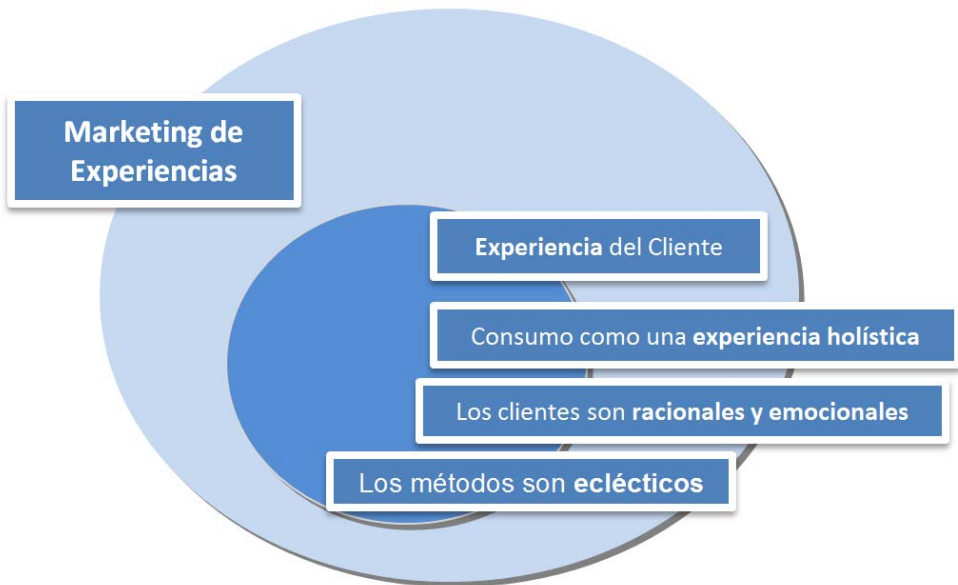 Marketing de
Experiencias
Experiencia del Cliente
Consumo como una experiencia holística
Los clientes son racionales y emocionales
Los métodos son eclécticos